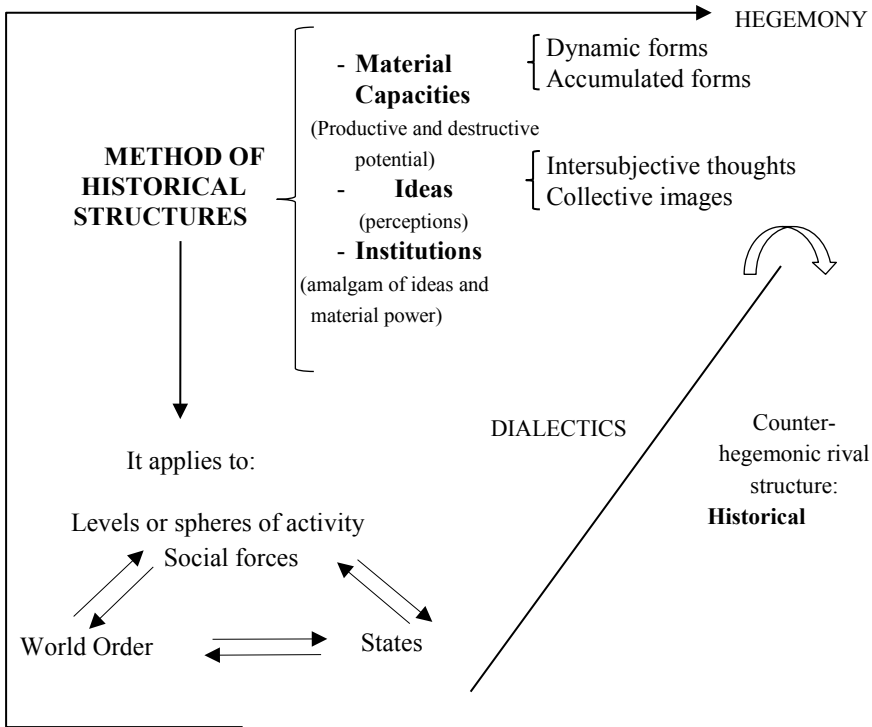 HEGEMONY
METHOD OF
HISTORICAL
STRUCTURES
- Material
Capacities
(Productive and destructive
potential)
- Ideas
(perceptions)
- Institutions
(amalgam of ideas and
material power)
Dynamic forms
Accumulated forms
Intersubjective thoughts
Collective images
It applies to:
Levels or spheres of activity
Social forces
World Order
States
DIALECTICS
Counter-
hegemonic rival
structure:
Historical